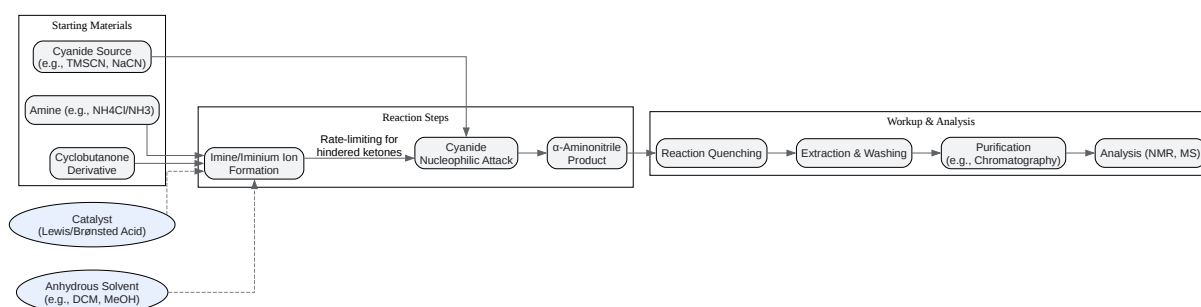 Starting Materials
Cyanide Source
(e.g., TMSCN, NaCN)
Amine (e.g., NH4Cl/NH3)
Cyclobutanone
Derivative
Catalyst
(Lewis/Brønsted Acid)
Anhydrous Solvent
(e.g., DCM, MeOH)
Reaction Steps
Imine/Iminium Ion
Formation
Rate-limiting for
hindered ketones
Cyanide
Nucleophilic Attack
α-Aminonitrile
Product
Workup & Analysis
Reaction Quenching
Extraction & Washing
Purification
(e.g., Chromatography)
Analysis (NMR, MS)